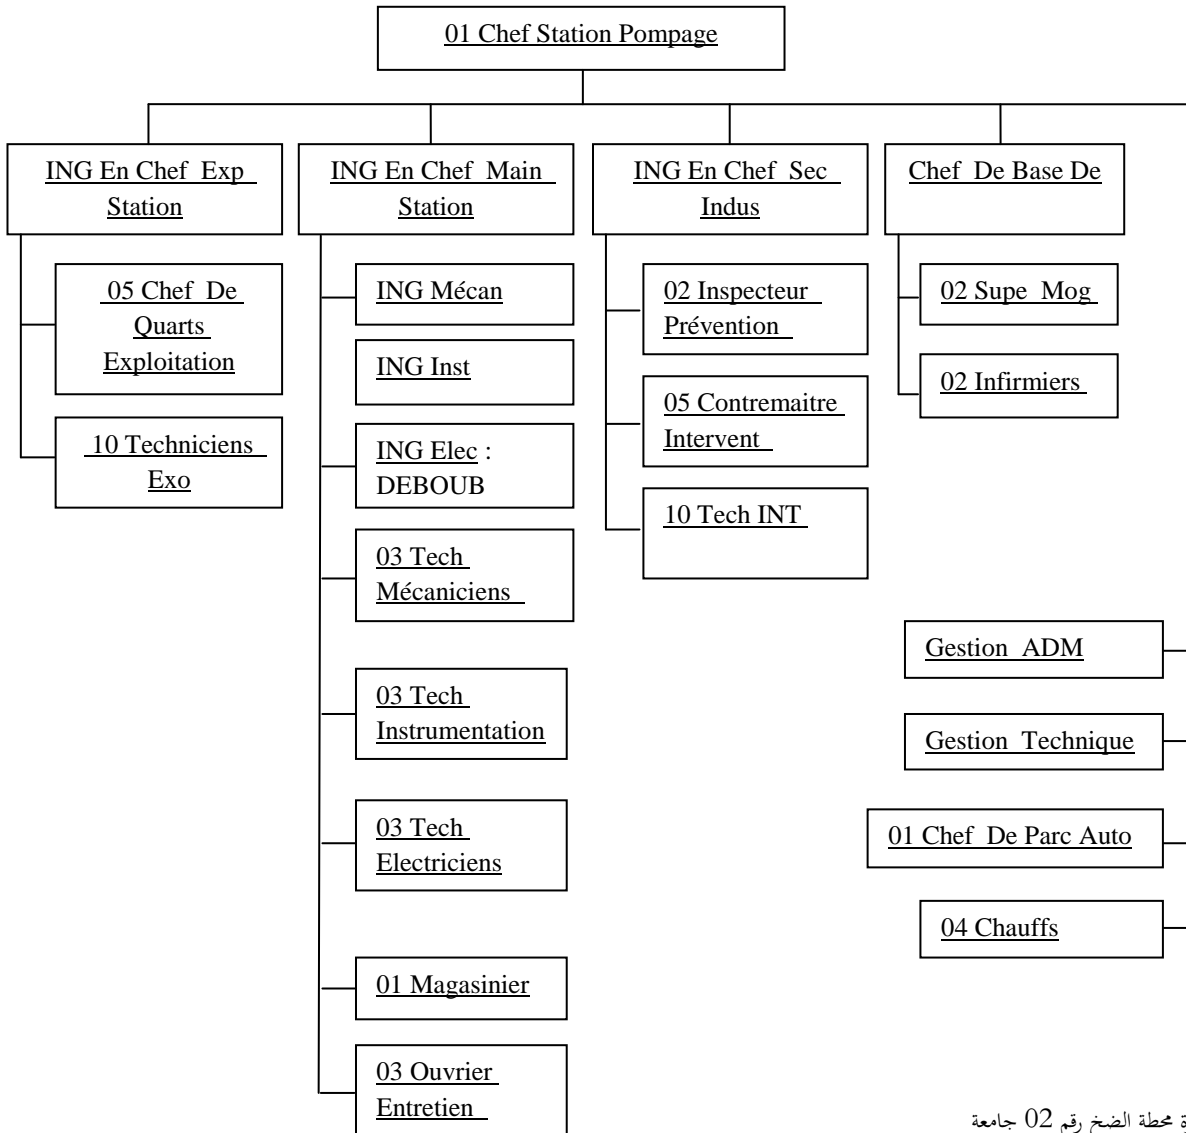 01 Chef Station Pompage
ING En Chef Exp
Station
05 Chef De
Quarts
Exploitation
10 Techniciens
Exo
ING En Chef Main
Station
ING Mécan
ING Inst
ING Elec :
DEBOUB
03 Tech
Mécaniciens
03 Tech
Instrumentation
03 Tech
Electriciens
01 Magasinier
03 Ouvrier
Entretien
ING En Chef Sec
Indus
02 Inspecteur
Prévention
05 Contremaitre
Intervent
10 Tech INT
Chef De Base De
02 Supe Mog
02 Infirmiers
Gestion ADM
Gestion Technique
01 Chef De Parc Auto
04 Chauffs
محطة الضخ رقم 02 جامعة